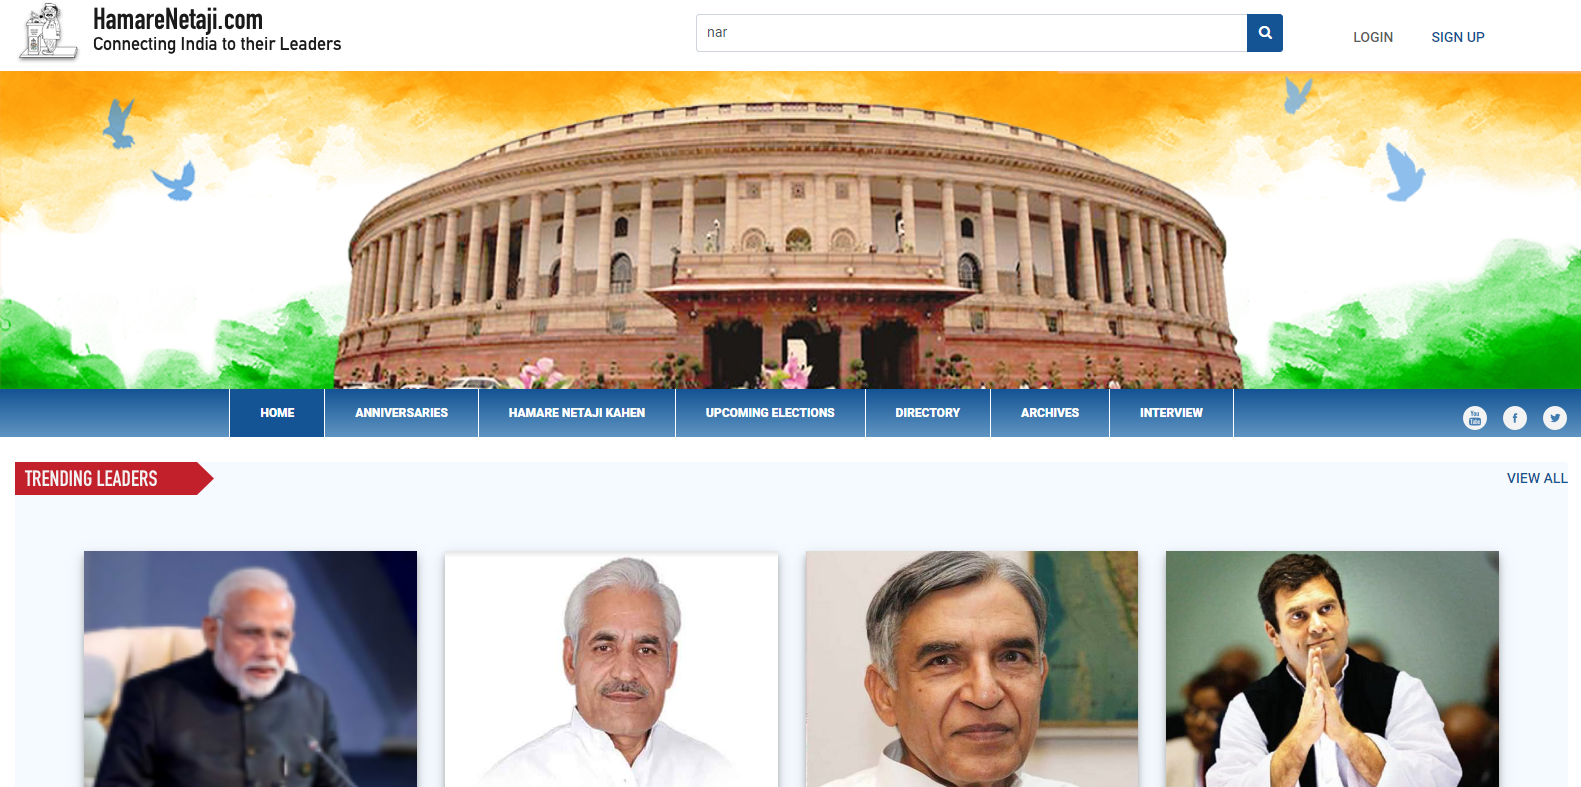 HamareNetaji.com
Connecting India to their Leaders
nar
LOGIN
SIGN UP
HOME
ANNIVERSARIES
HAMARE NETAJI KAHEN
UPCOMING ELECTIONS
DIRECTORY
ARCHIVES
INTERVIEW
You
Tube
TRENDING LEADERS
VIEW ALL